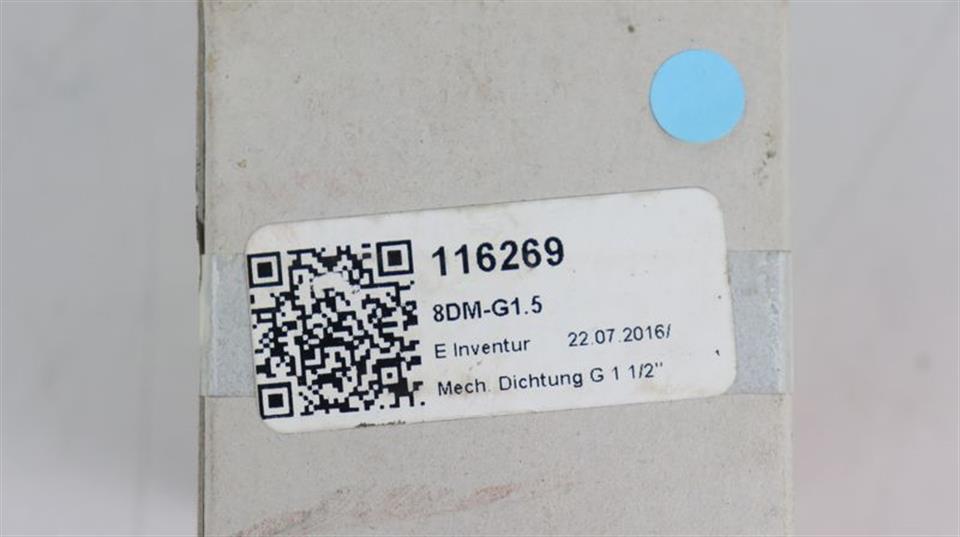 116269
8DM-G1.5
E Inventur 22.07.2016/
Mech. Dichtung G 1 1/2"